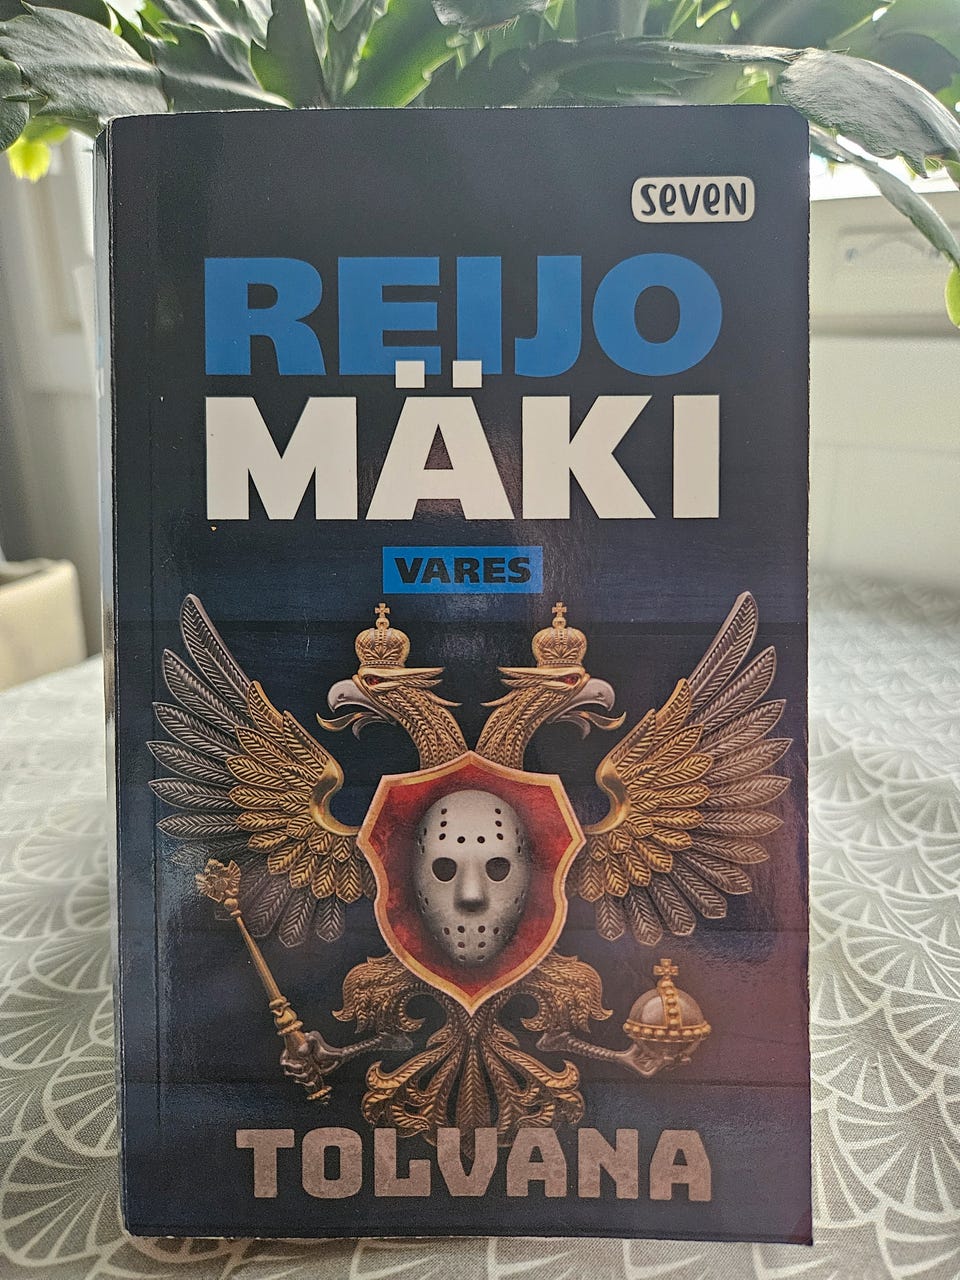 seven
REIJO
MÄKI
VARES
TOLVANA